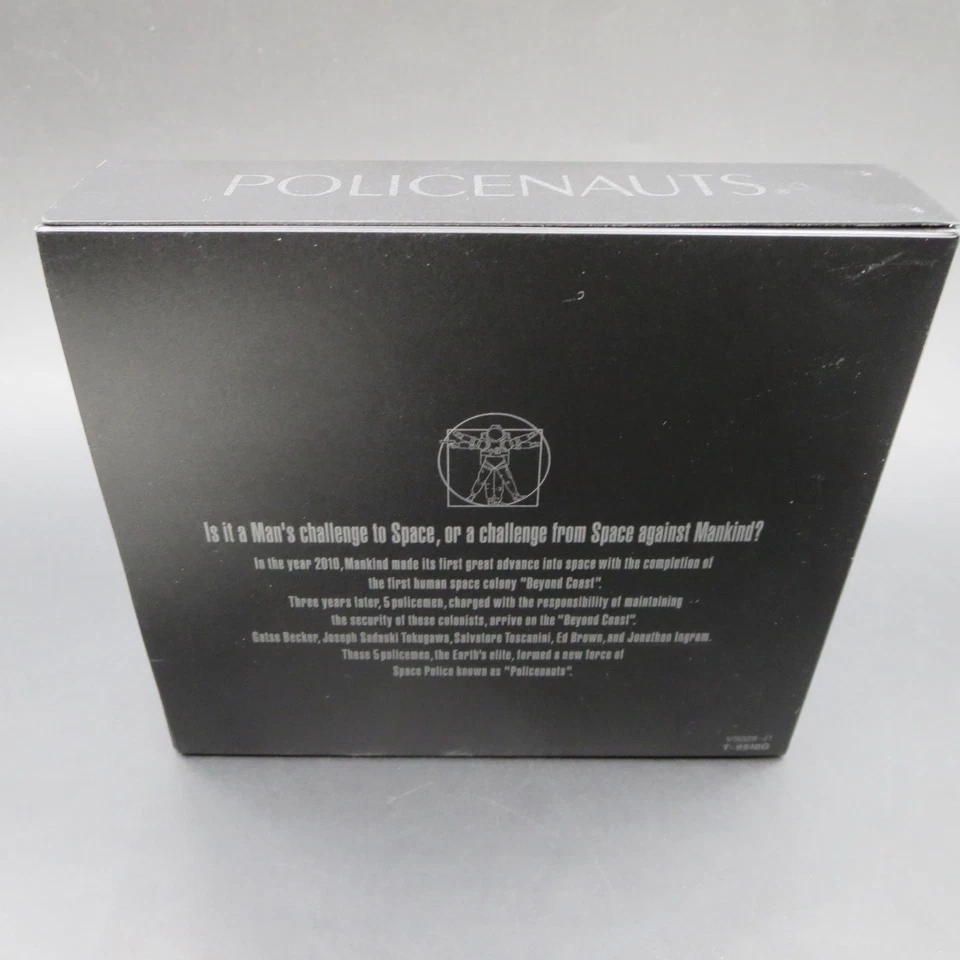 POLICENAUTS
Is it a Man's challenge to Space, or a challenge from Space against Mankind?
In the year 2010, Mankind made its first great advance into space with the completion of
the first human space colony "Beyond Coast".
Three years later, 5 policemen, charged with the responsibility of maintaining
the security of these colonists, arrive on the "Beyond Coast".
Gatse Becker, Joseph Sadaoki Tokugawa, Salvatore Toscanini, Ed Brown, and Jonathan Ingram.
These 5 policemen, the Earth's elite, formed a new force of
Space Police known as "Policenauts".